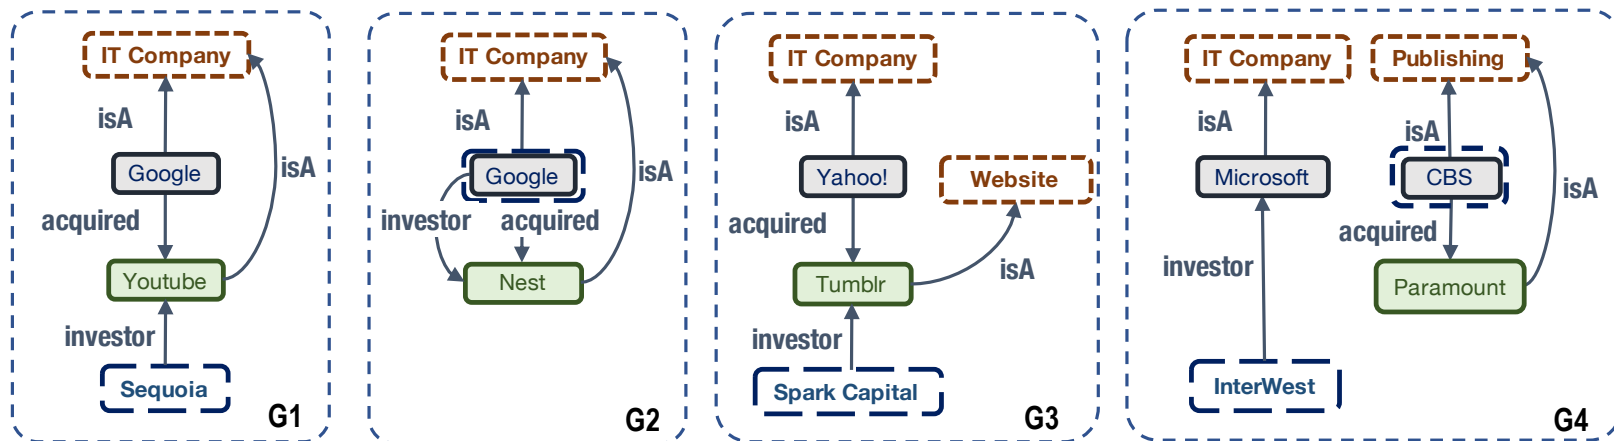 IT Company
isA
Google
isA
acquired
Youtube
investor
Sequoia
G1
IT Company
isA
Google
isA
investor
acquired
Nest
G2
IT Company
isA
Yahoo!
Website
acquired
isA
Tumblr
investor
Spark Capital
G3
IT Company
Publishing
isA
isA
Microsoft
CBS
isA
acquired
investor
Paramount
InterWest
G4